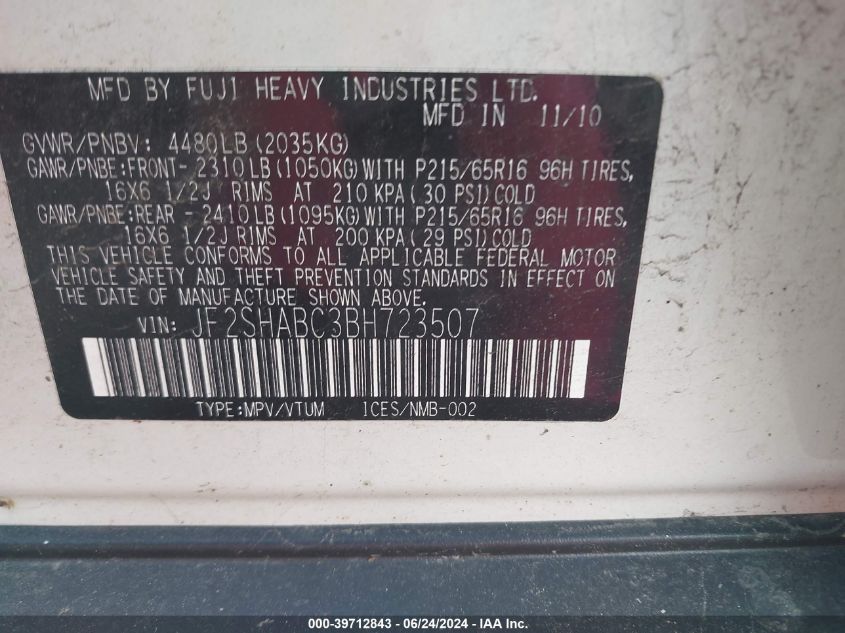 MFD BY FUJI HEAVY INDUSTRIES LTD.
MFD IN 11/10
GVWR/PNBV: 4480LB (2035KG)
GAWR/PNBE:FRONT- 2310LB(1050KG)WITH P215/65R16 96H TIRES,
16X6 1/2J RIMS AT 210 KPA(30 PSI)COLD
GAWR/PNBE:REAR - 2410LB(1095KG)WITH P215/65R16 96H TIRES,
16X6 1/2J RIMS AT 200 KPA(29 PSI)COLD
THIS VEHICLE CONFORMS TO ALL APPLICABLE FEDERAL MOTOR
VEHICLE SAFETY AND THEFT PREVENTION STANDARDS IN EFFECT ON
THE DATE OF MANUFACTURE SHOWN ABOVE.
VIN: JF2SHABC3BH723507
TYPE:MPV/VTUM ICES/NMB-002
000-39712843 - 06/24/2024 - IAA Inc.